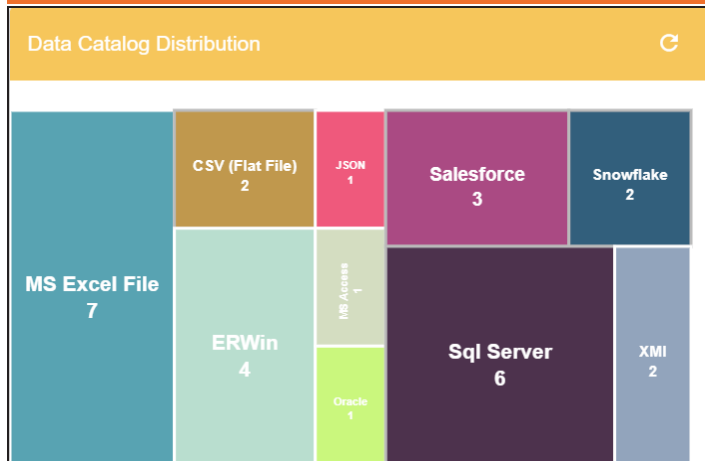 Data Catalog Distribution
MS Excel File
7
CSV (Flat File)
2
ERWin
4
JSON
1
MS Access
1
Oracle
1
Salesforce
3
Snowflake
2
Sql Server
6
XMI
2